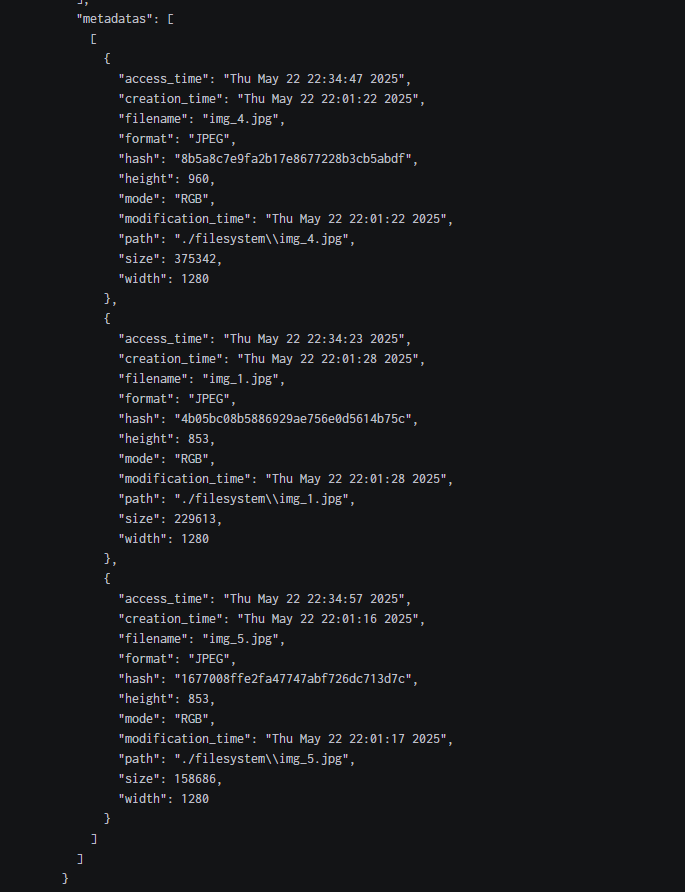 ],
"metadatas": [
[
{
"access_time": "Thu May 22 22:34:47 2025",
"creation_time": "Thu May 22 22:01:22 2025",
"filename": "img_4.jpg",
"format": "JPEG",
"hash": "8b5a8c7e9fa2b17e8677228b3cb5abdf",
"height": 960,
"mode": "RGB",
"modification_time": "Thu May 22 22:01:22 2025",
"path": "./filesystem\\img_4.jpg",
"size": 375342,
"width": 1280
},
{
"access_time": "Thu May 22 22:34:23 2025",
"creation_time": "Thu May 22 22:01:28 2025",
"filename": "img_1.jpg",
"format": "JPEG",
"hash": "4b05bc08b5886929ae756e0d5614b75c",
"height": 853,
"mode": "RGB",
"modification_time": "Thu May 22 22:01:28 2025",
"path": "./filesystem\\img_1.jpg",
"size": 229613,
"width": 1280
},
{
"access_time": "Thu May 22 22:34:57 2025",
"creation_time": "Thu May 22 22:01:16 2025",
"filename": "img_5.jpg",
"format": "JPEG",
"hash": "1677008ffe2fa47747abf726dc713d7c",
"height": 853,
"mode": "RGB",
"modification_time": "Thu May 22 22:01:17 2025",
"path": "./filesystem\\img_5.jpg",
"size": 158686,
"width": 1280
}
]
]
}